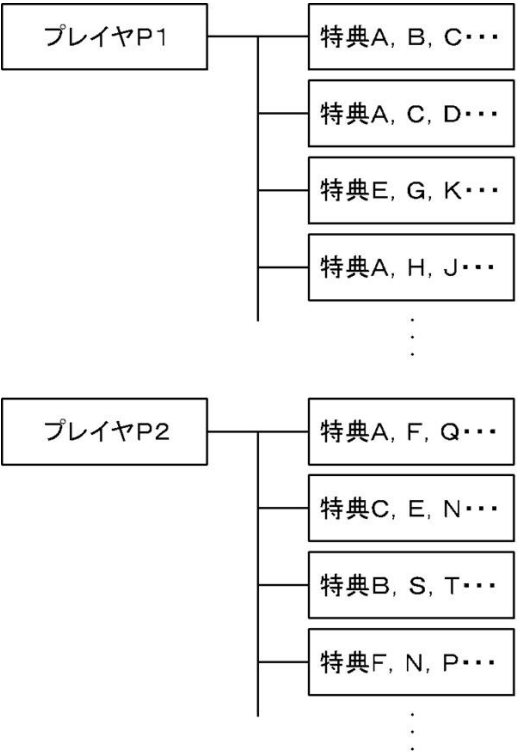 プレイヤP1
特典A, B, C･･･
特典A, C, D･･･
特典E, G, K･･･
特典A, H, J･･･
プレイヤP2
特典A, F, Q･･･
特典C, E, N･･･
特典B, S, T･･･
特典F, N, P･･･